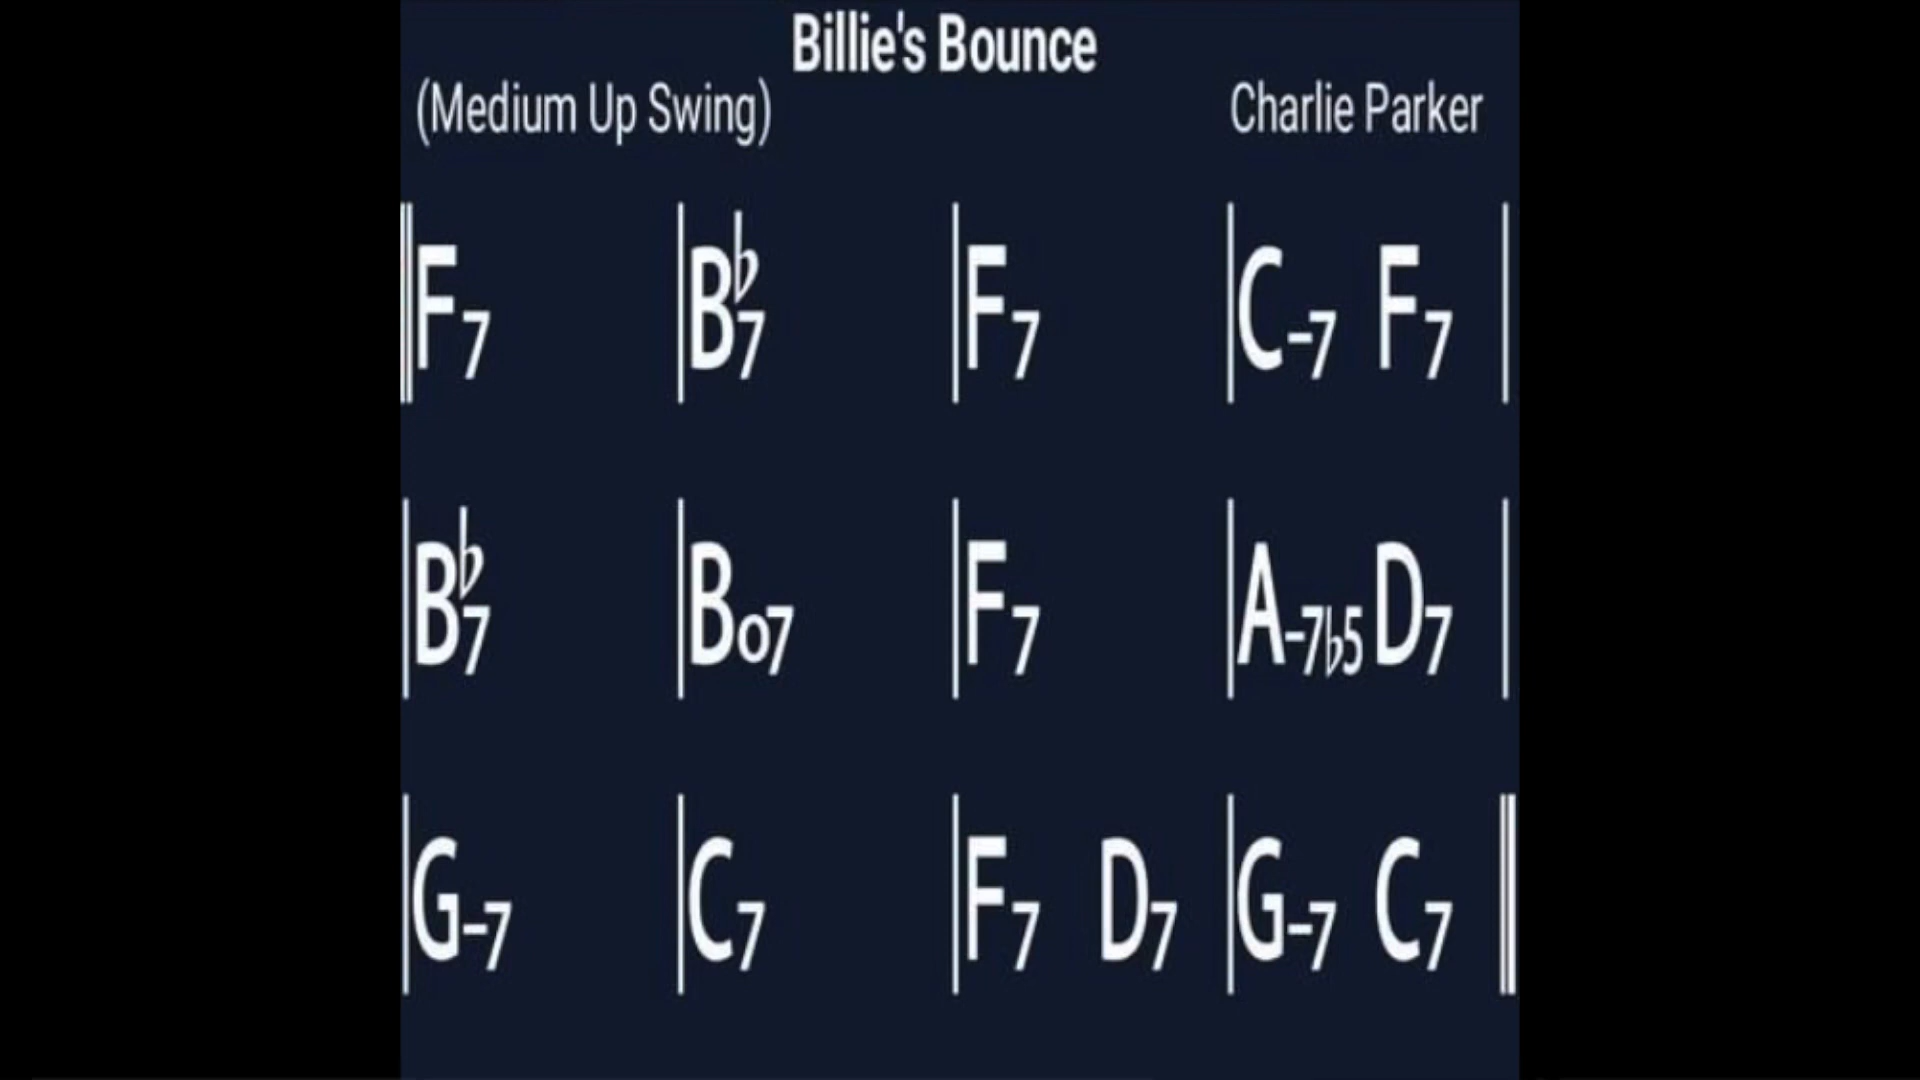 Billie's Bounce
(Medium Up Swing) Charlie Parker
F7 B♭7 F7 C-7 F7
B♭7 Bo7 F7 A-7♭5 D7
G-7 C7 F7 D7 G-7 C7